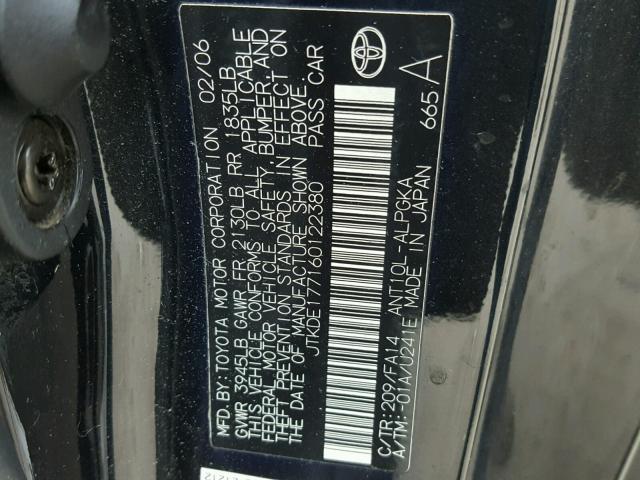 MFD. BY: TOYOTA MOTOR CORPORATION 02/06
GVWR 3945LB GAWR FR 2130LB RR 1835LB
THIS VEHICLE CONFORMS TO ALL APPLICABLE
FEDERAL MOTOR VEHICLE SAFETY, BUMPER AND
THEFT PREVENTION STANDARDS IN EFFECT ON
THE DATE OF MANUFACTURE SHOWN ABOVE.
JTKDE177160122380 PASS CAR
C/TR:209/FA14 ANT10L-ALPGKA
A/TM:-01A/U241E MADE IN JAPAN 665 A